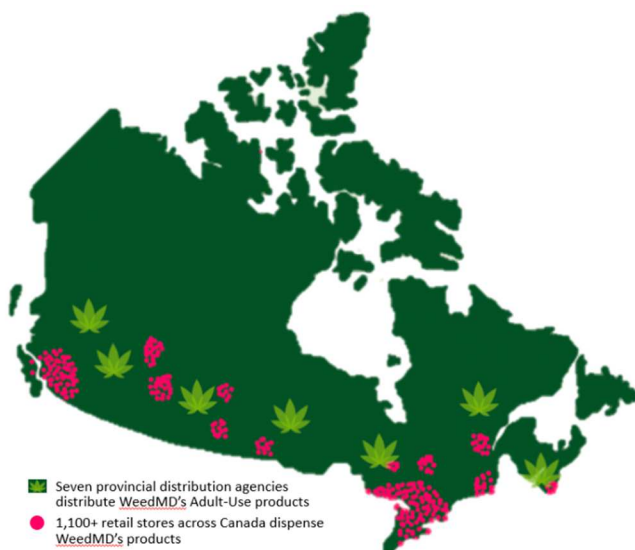 Seven provincial distribution agencies
distribute WeedMD's Adult-Use products
1,100+ retail stores across Canada dispense
WeedMD's products